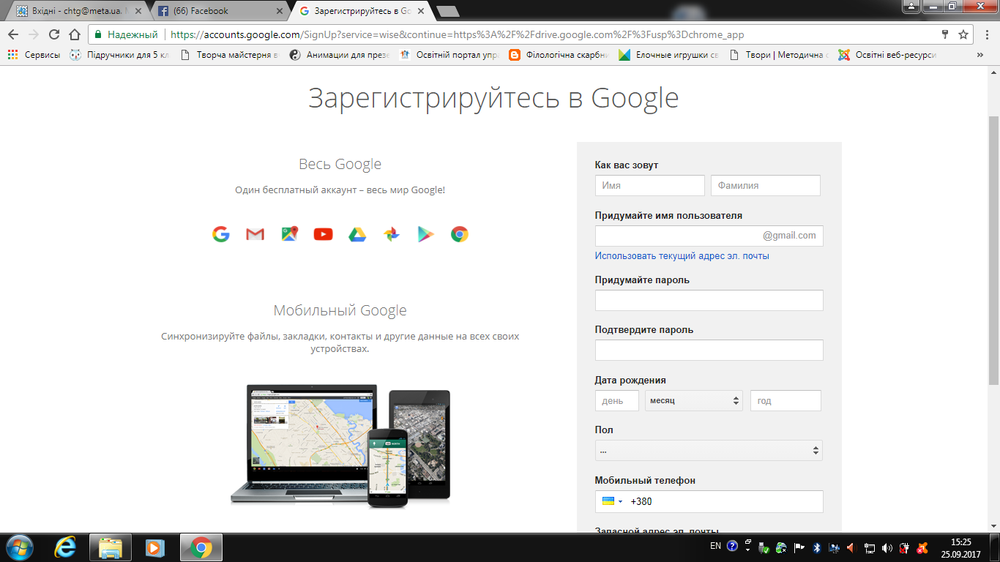 Вхідні - chtg@meta.ua.
(66) Facebook
Зарегистрируйтесь в Go
Надежный
https://accounts.google.com/SignUp?service=wise&continue=https%3A%2F%2Fdrive.google.com%2F%3Fusp%3Dchrome_app
Сервисы
Підручники для 5 кл
Творча майстерня в
Анимации для през
Освітній портал упр
Філологічна скарбн
Елочные игрушки св
Твори | Методична
Освітні веб-ресурси
»
Зарегистрируйтесь в Google
Весь Google
Один бесплатный аккаунт – весь мир Google!
Мобильный Google
Синхронизируйте файлы, закладки, контакты и другие данные на всех своих
устройствах.
Как вас зовут
Имя
Фамилия
Придумайте имя пользователя
@gmail.com
Использовать текущий адрес эл. почты
Придумайте пароль
Подтвердите пароль
Дата рождения
день
месяц
год
Пол
...
Мобильный телефон
+380
Запасной адрес эл. почты
EN
15:25
25.09.2017